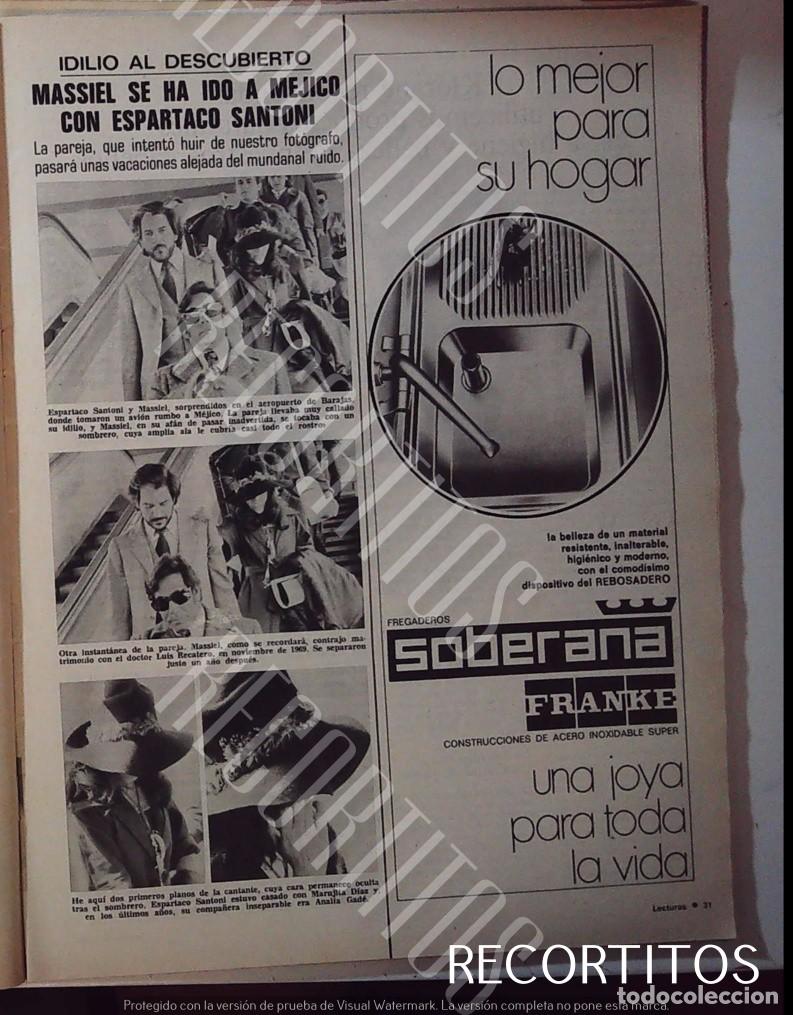 IDILIO AL DESCUBIERTO
MASSIEL SE HA IDO A MEJICO
CON ESPARTACO SANTONI
La pareja, que intentó huir de nuestro fotógrafo,
pasará unas vacaciones alejada del mundanal ruido.
Espartaco Santoni y Massiel, sorprendidos en el aeropuerto de Barajas,
donde tomaron un avión rumbo a Méjico. La pareja llevaba muy callado
su idilio, y Massiel, en su afán de pasar inadvertida, se tocaba con un
sombrero, cuya amplia ala le cubría casi todo el rostro.
Otra instantánea de la pareja. Massiel, como se recordará, contrajo ma-
trimonio con el doctor Luis Recatero, en noviembre de 1969. Se separaron
justo un año después.
He aquí dos primeros planos de la cantante, cuya cara permanece oculta
tras el sombrero. Espartaco Santoni estuvo casado con Marujita Díaz y,
en los últimos años, su compañera inseparable era Analía Gadé.
lo mejor
para
su hogar
la belleza de un material
resistente, inalterable,
higiénico y moderno,
con el comodísimo
dispositivo del REBOSADERO
FREGADEROS
soberana
FRANKE
CONSTRUCCIONES DE ACERO INOXIDABLE SUPER
una joya
para toda
la vida
Lecturas • 31
RECORTITOS
RECORTITOS
RECORTITOS
RECORTITOS
todocoleccion
Protegido con la versión de prueba de Visual Watermark. La versión completa no pone esta marca.